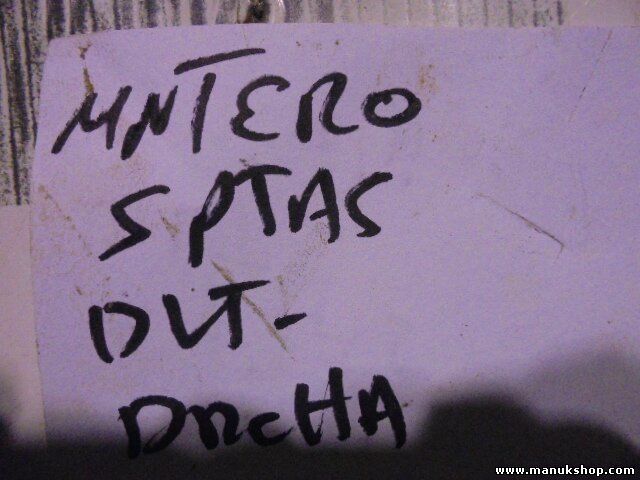 MNTERO
5 PTAS
DLT-
DRCHA
www.manukshop.com